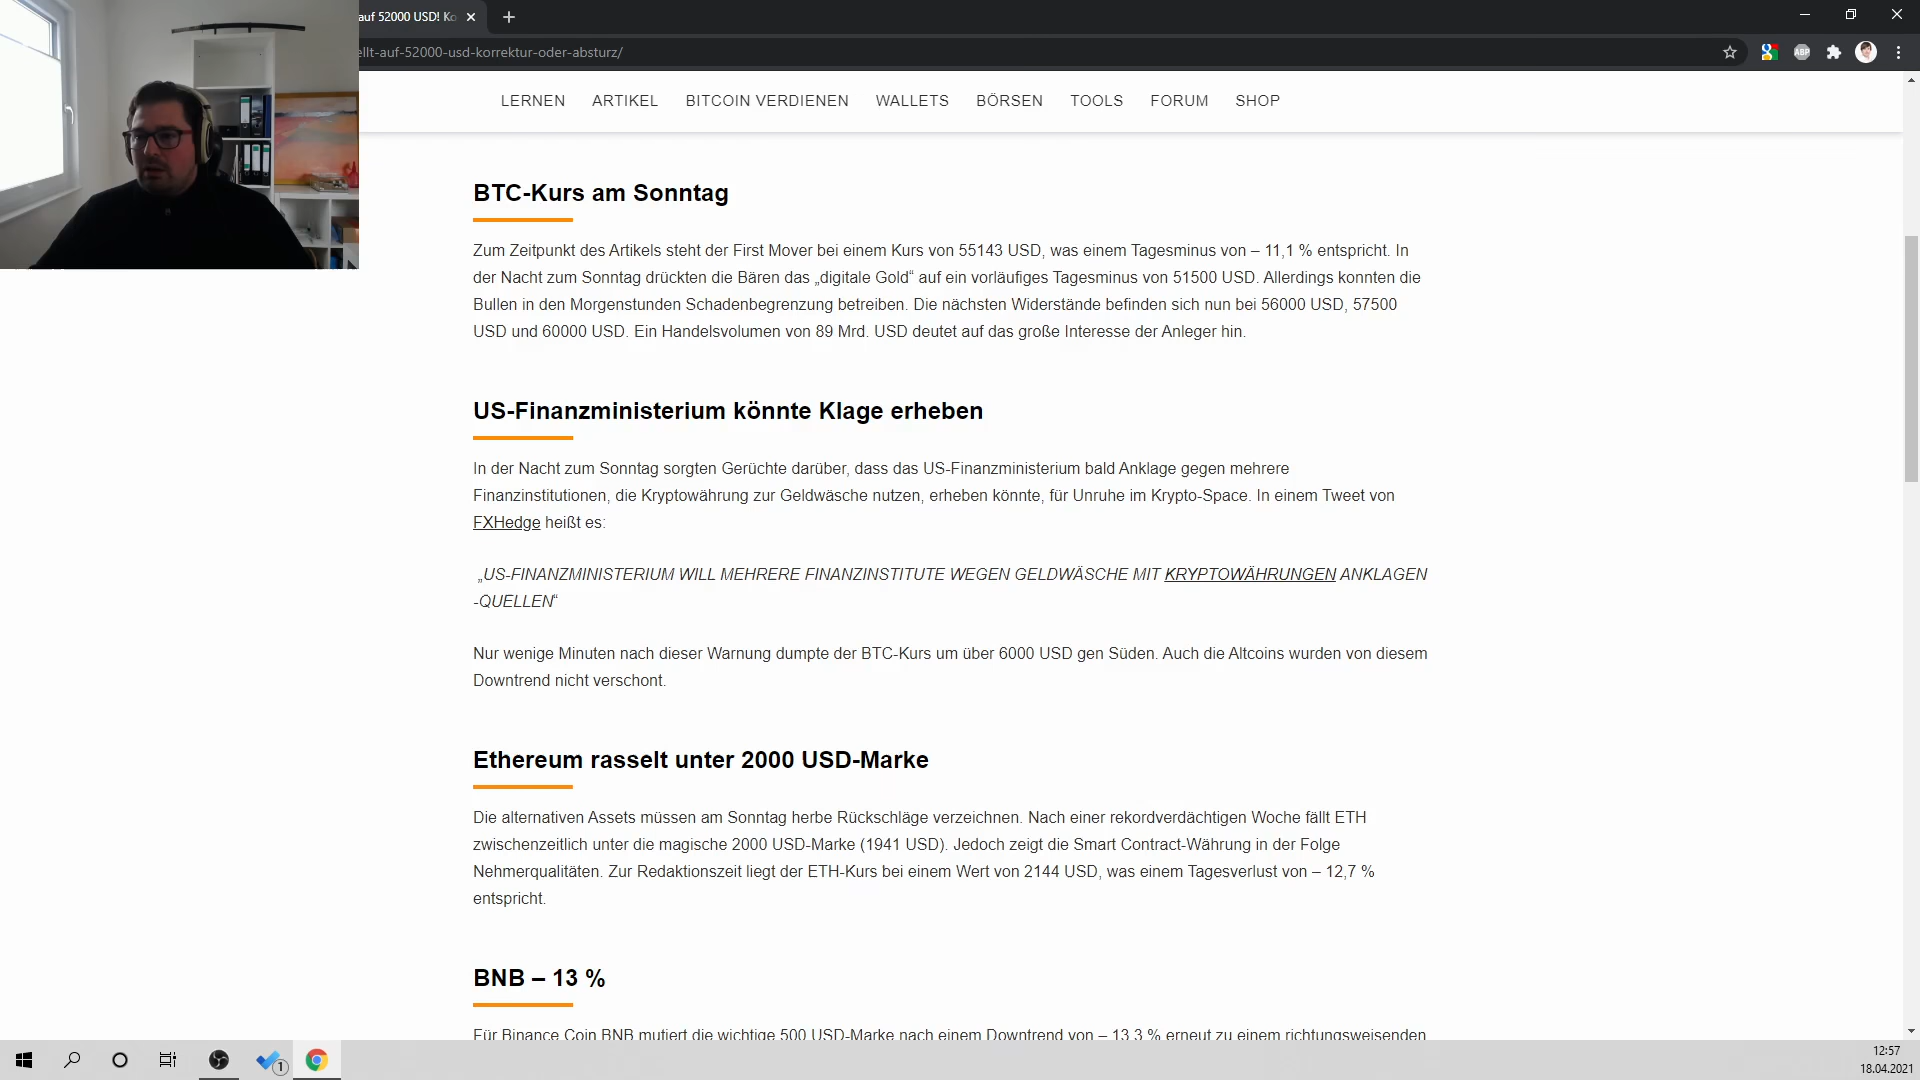 auf 52000 USD! Ko
ellt-auf-52000-usd-korrektur-oder-absturz/
ABP
LERNEN ARTIKEL BITCOIN VERDIENEN WALLETS BÖRSEN TOOLS FORUM SHOP
BTC-Kurs am Sonntag
Zum Zeitpunkt des Artikels steht der First Mover bei einem Kurs von 55143 USD, was einem Tagesminus von – 11,1 % entspricht. In
der Nacht zum Sonntag drückten die Bären das „digitale Gold“ auf ein vorläufiges Tagesminus von 51500 USD. Allerdings konnten die
Bullen in den Morgenstunden Schadenbegrenzung betreiben. Die nächsten Widerstände befinden sich nun bei 56000 USD, 57500
USD und 60000 USD. Ein Handelsvolumen von 89 Mrd. USD deutet auf das große Interesse der Anleger hin.
US-Finanzministerium könnte Klage erheben
In der Nacht zum Sonntag sorgten Gerüchte darüber, dass das US-Finanzministerium bald Anklage gegen mehrere
Finanzinstitutionen, die Kryptowährung zur Geldwäsche nutzen, erheben könnte, für Unruhe im Krypto-Space. In einem Tweet von
FXHedge heißt es:
„US-FINANZMINISTERIUM WILL MEHRERE FINANZINSTITUTE WEGEN GELDWÄSCHE MIT KRYPTOWÄHRUNGEN ANKLAGEN
-QUELLEN“
Nur wenige Minuten nach dieser Warnung dumpte der BTC-Kurs um über 6000 USD gen Süden. Auch die Altcoins wurden von diesem
Downtrend nicht verschont.
Ethereum rasselt unter 2000 USD-Marke
Die alternativen Assets müssen am Sonntag herbe Rückschläge verzeichnen. Nach einer rekordverdächtigen Woche fällt ETH
zwischenzeitlich unter die magische 2000 USD-Marke (1941 USD). Jedoch zeigt die Smart Contract-Währung in der Folge
Nehmerqualitäten. Zur Redaktionszeit liegt der ETH-Kurs bei einem Wert von 2144 USD, was einem Tagesverlust von – 12,7 %
entspricht.
BNB – 13 %
Für Binance Coin BNB mutiert die wichtige 500 USD-Marke nach einem Downtrend von – 13,3 % erneut zu einem richtungsweisenden
1
12:57
18.04.2021